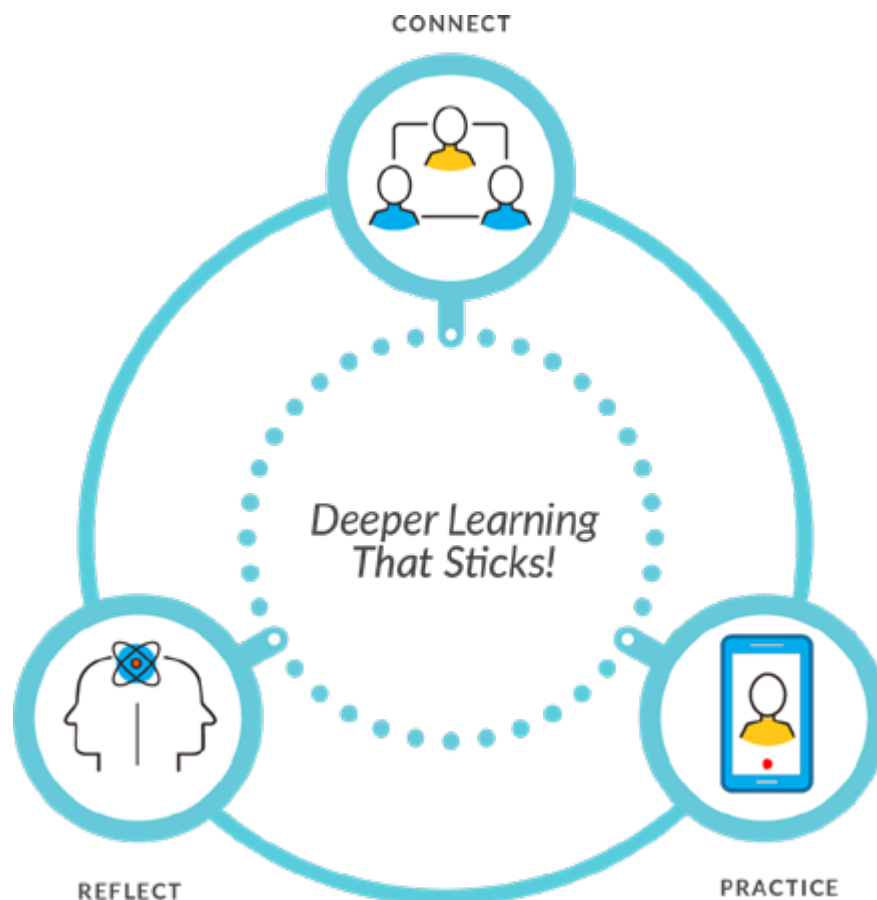 CONNECT
Deeper Learning
That Sticks!
REFLECT
PRACTICE